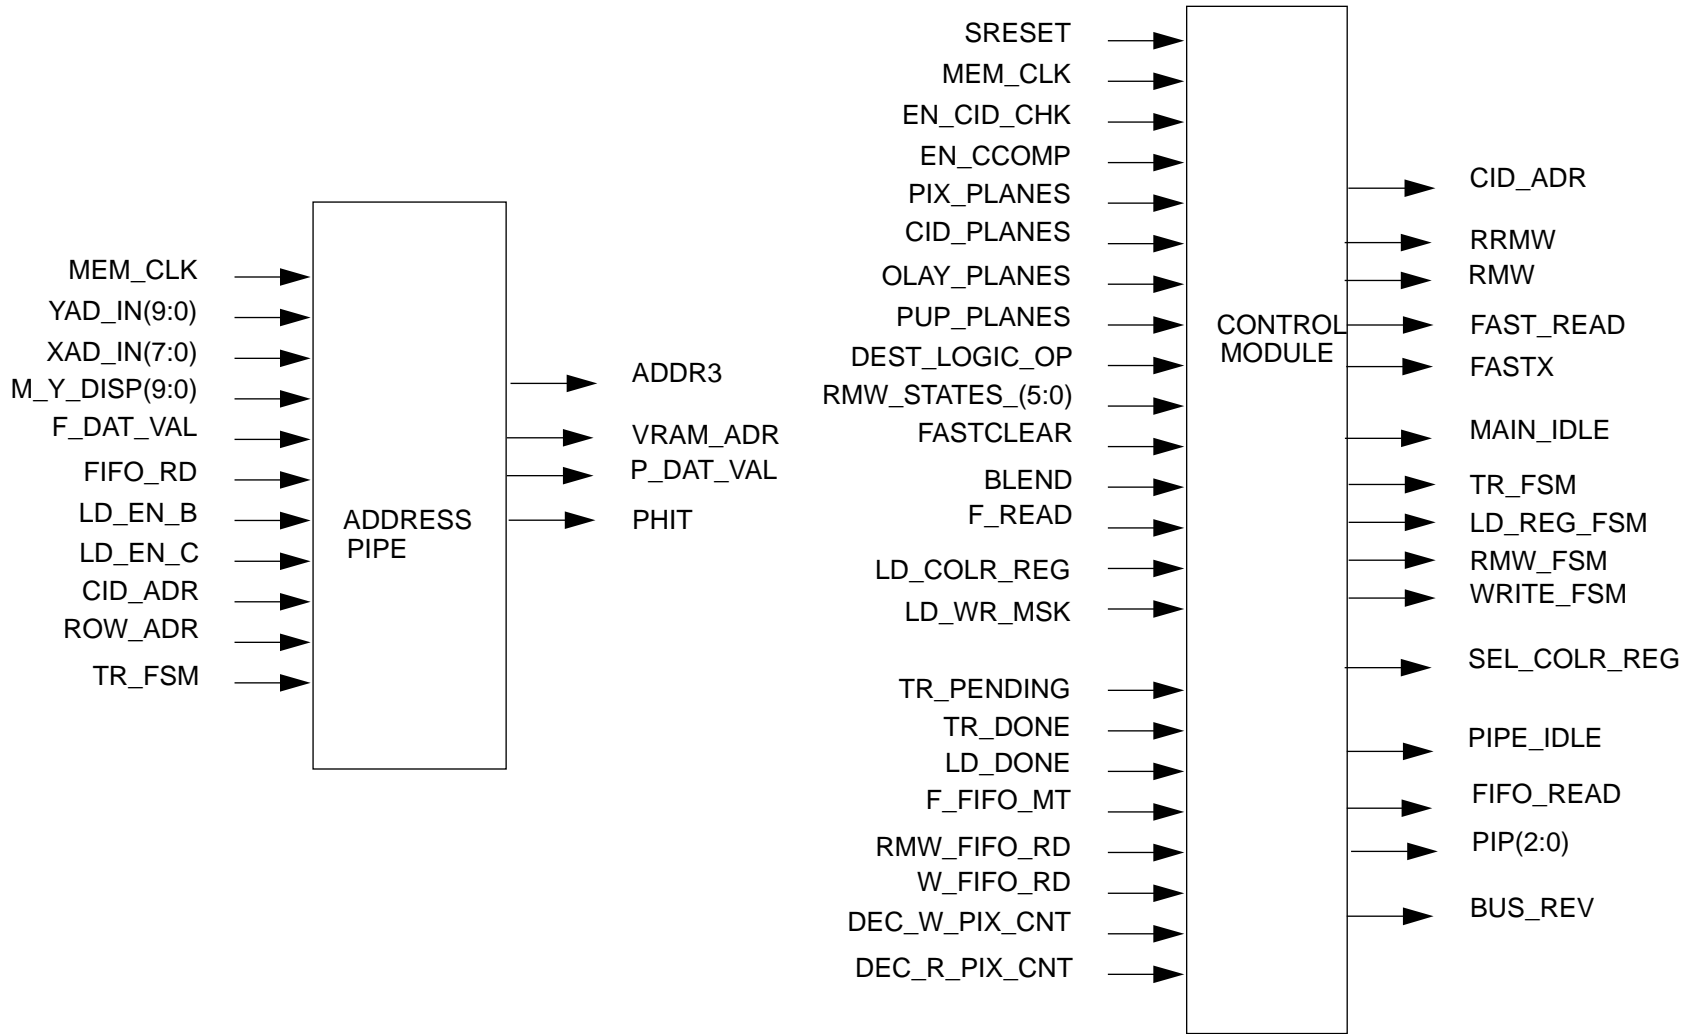 MEM_CLK
YAD_IN(9:0)
XAD_IN(7:0)
M_Y_DISP(9:0)
F_DAT_VAL
FIFO_RD
LD_EN_B
LD_EN_C
CID_ADR
ROW_ADR
TR_FSM
ADDRESS
PIPE
ADDR3
VRAM_ADR
P_DAT_VAL
PHIT
SRESET
MEM_CLK
EN_CID_CHK
EN_CCOMP
PIX_PLANES
CID_PLANES
OLAY_PLANES
PUP_PLANES
DEST_LOGIC_OP
RMW_STATES_(5:0)
FASTCLEAR
BLEND
F_READ
LD_COLR_REG
LD_WR_MSK
TR_PENDING
TR_DONE
LD_DONE
F_FIFO_MT
RMW_FIFO_RD
W_FIFO_RD
DEC_W_PIX_CNT
DEC_R_PIX_CNT
CONTROL
MODULE
CID_ADR
RRMW
RMW
FAST_READ
FASTX
MAIN_IDLE
TR_FSM
LD_REG_FSM
RMW_FSM
WRITE_FSM
SEL_COLR_REG
PIPE_IDLE
FIFO_READ
PIP(2:0)
BUS_REV